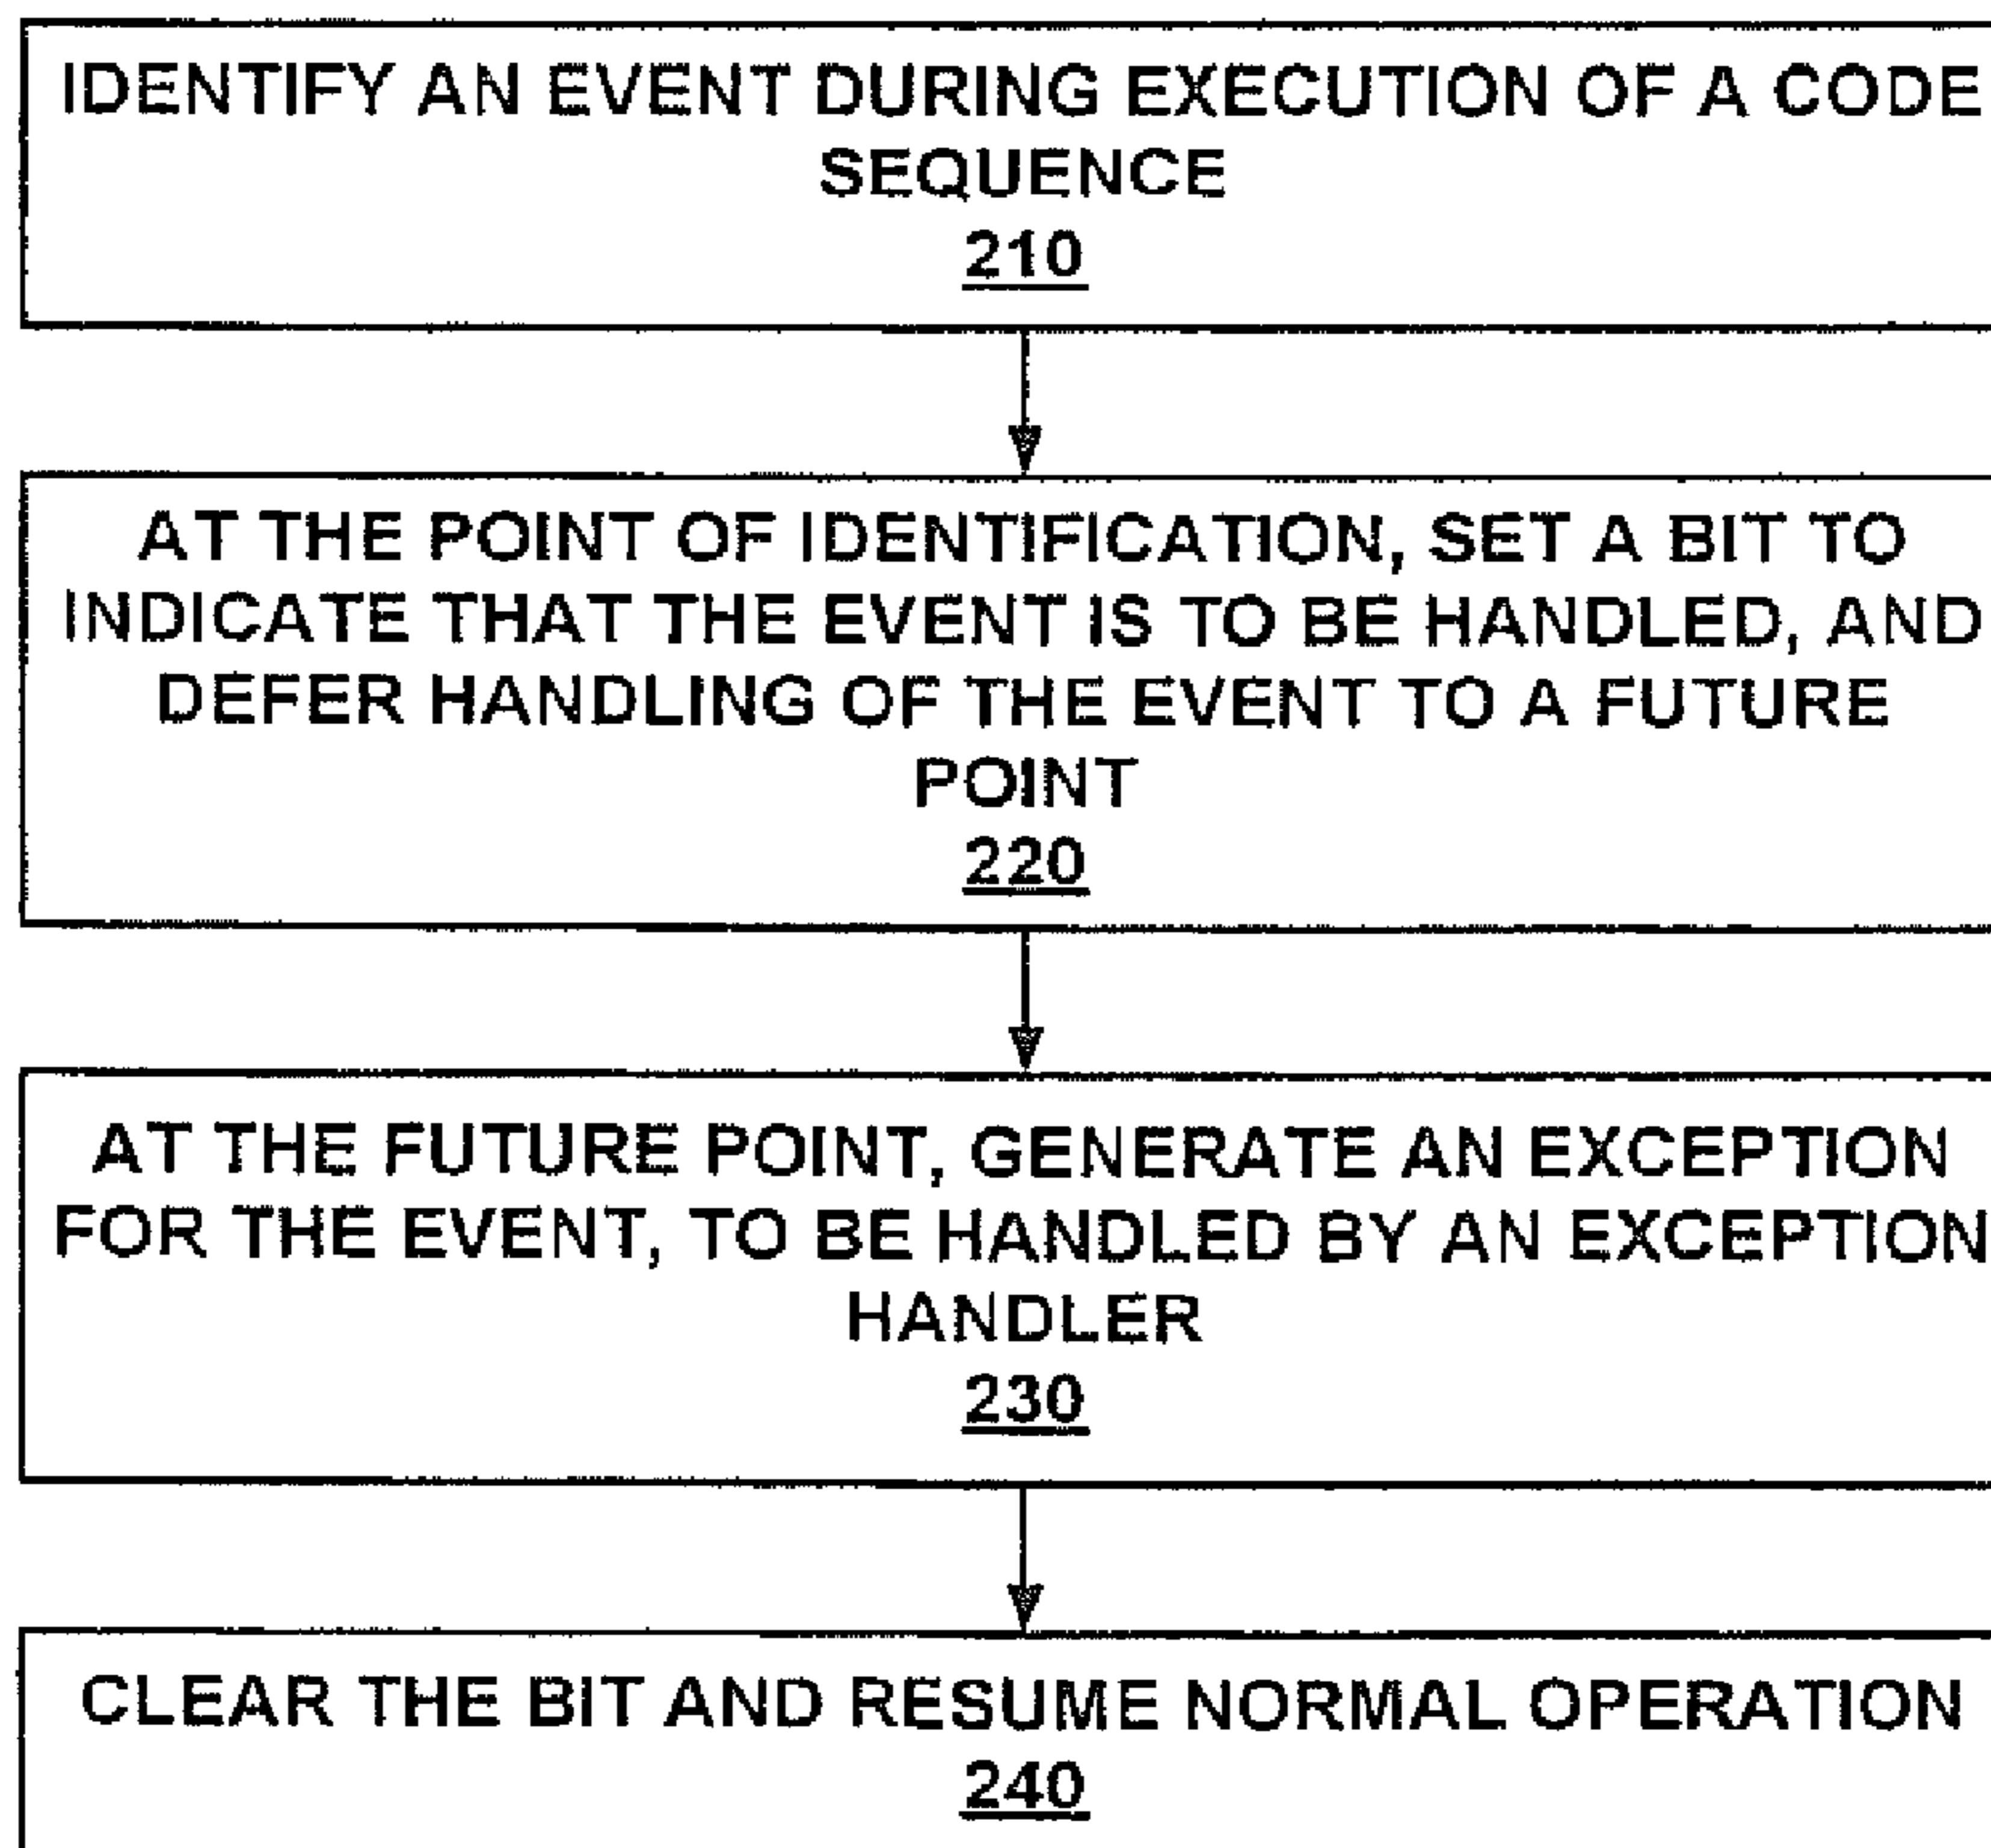 IDENTIFY AN EVENT DURING EXECUTION OF A CODE
SEQUENCE
210
AT THE POINT OF IDENTIFICATION, SET A BIT TO
INDICATE THAT THE EVENT IS TO BE HANDLED, AND
DEFER HANDLING OF THE EVENT TO A FUTURE
POINT
220
AT THE FUTURE POINT, GENERATE AN EXCEPTION
FOR THE EVENT, TO BE HANDLED BY AN EXCEPTION
HANDLER
230
CLEAR THE BIT AND RESUME NORMAL OPERATION
240